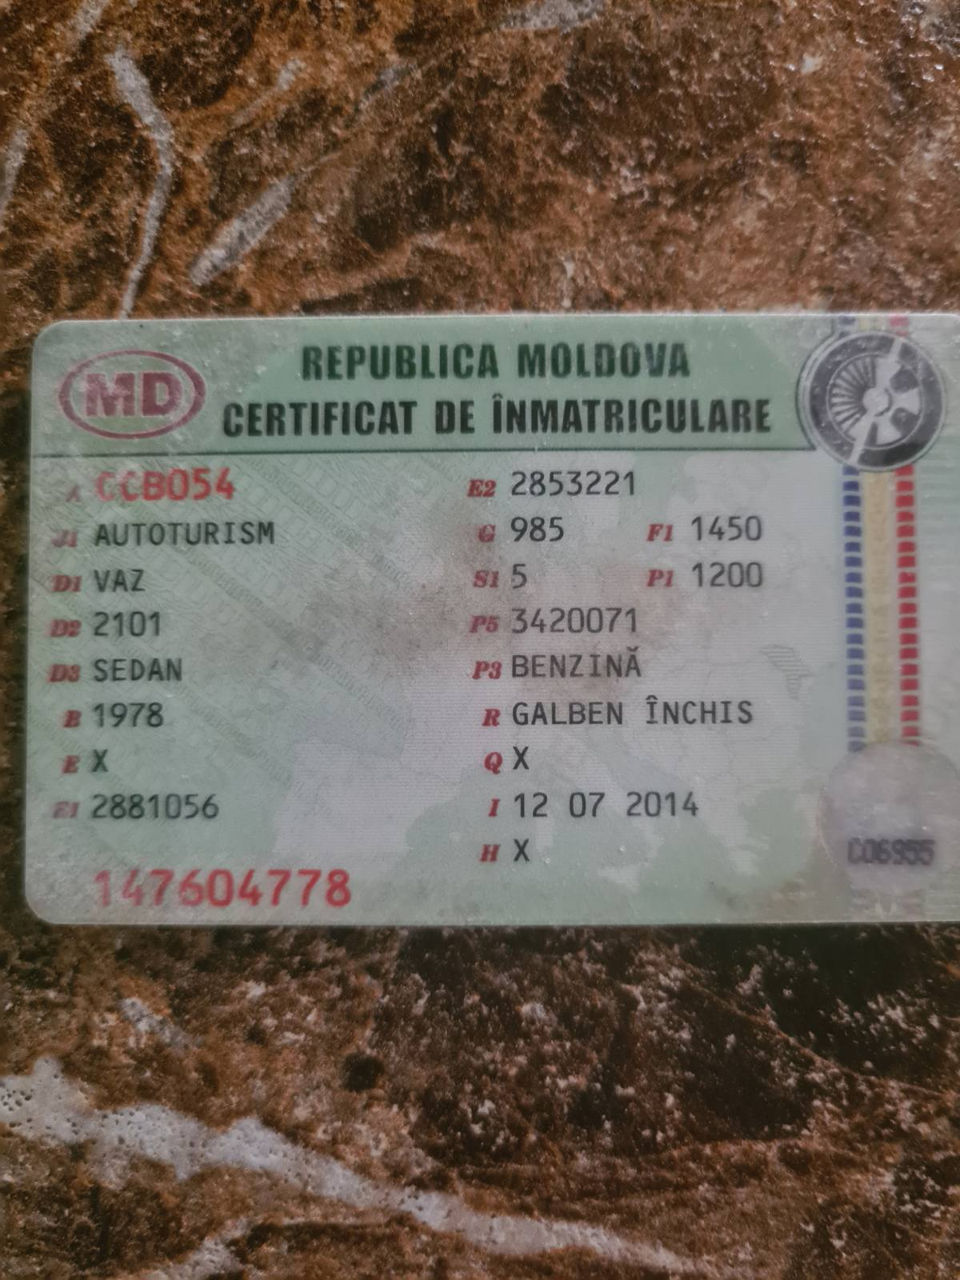 MD
REPUBLICA MOLDOVA
CERTIFICAT DE ÎNMATRICULARE
A CCB054
J1 AUTOTURISM
D1 VAZ
D2 2101
D3 SEDAN
B 1978
E X
E1 2881056
147604778
E2 2853221
G 985 F1 1450
S1 5 P1 1200
P5 3420071
P3 BENZINĂ
R GALBEN ÎNCHIS
Q X
I 12 07 2014
H X
C06955